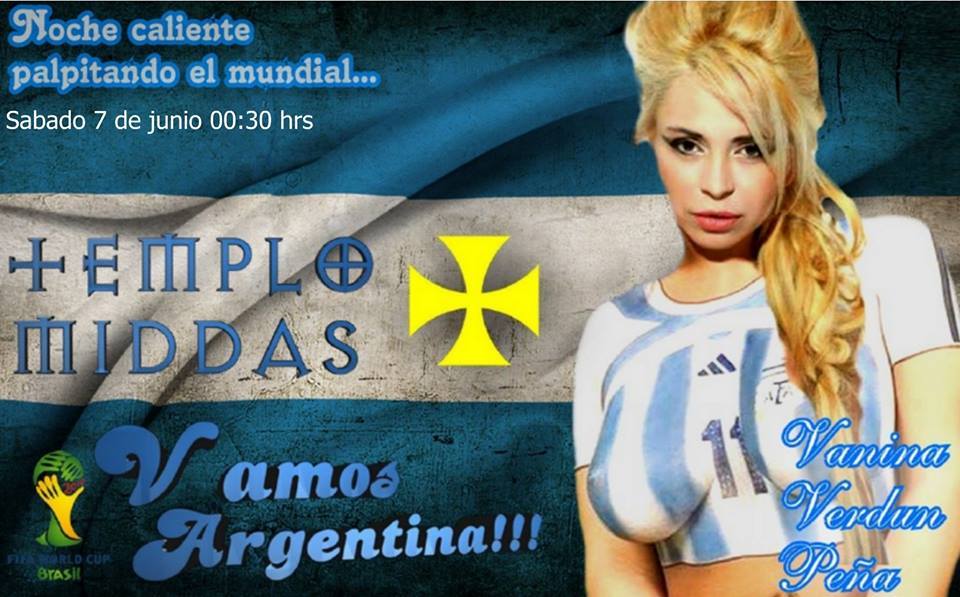 Noche caliente
palpitando el mundial...
Sabado 7 de junio 00:30 hrs
TEMPLO
MIDDAS
Vamos
Argentina!!!
FIFA WORLD CUP
Brasil
11
Vanina
Verdun
Peña